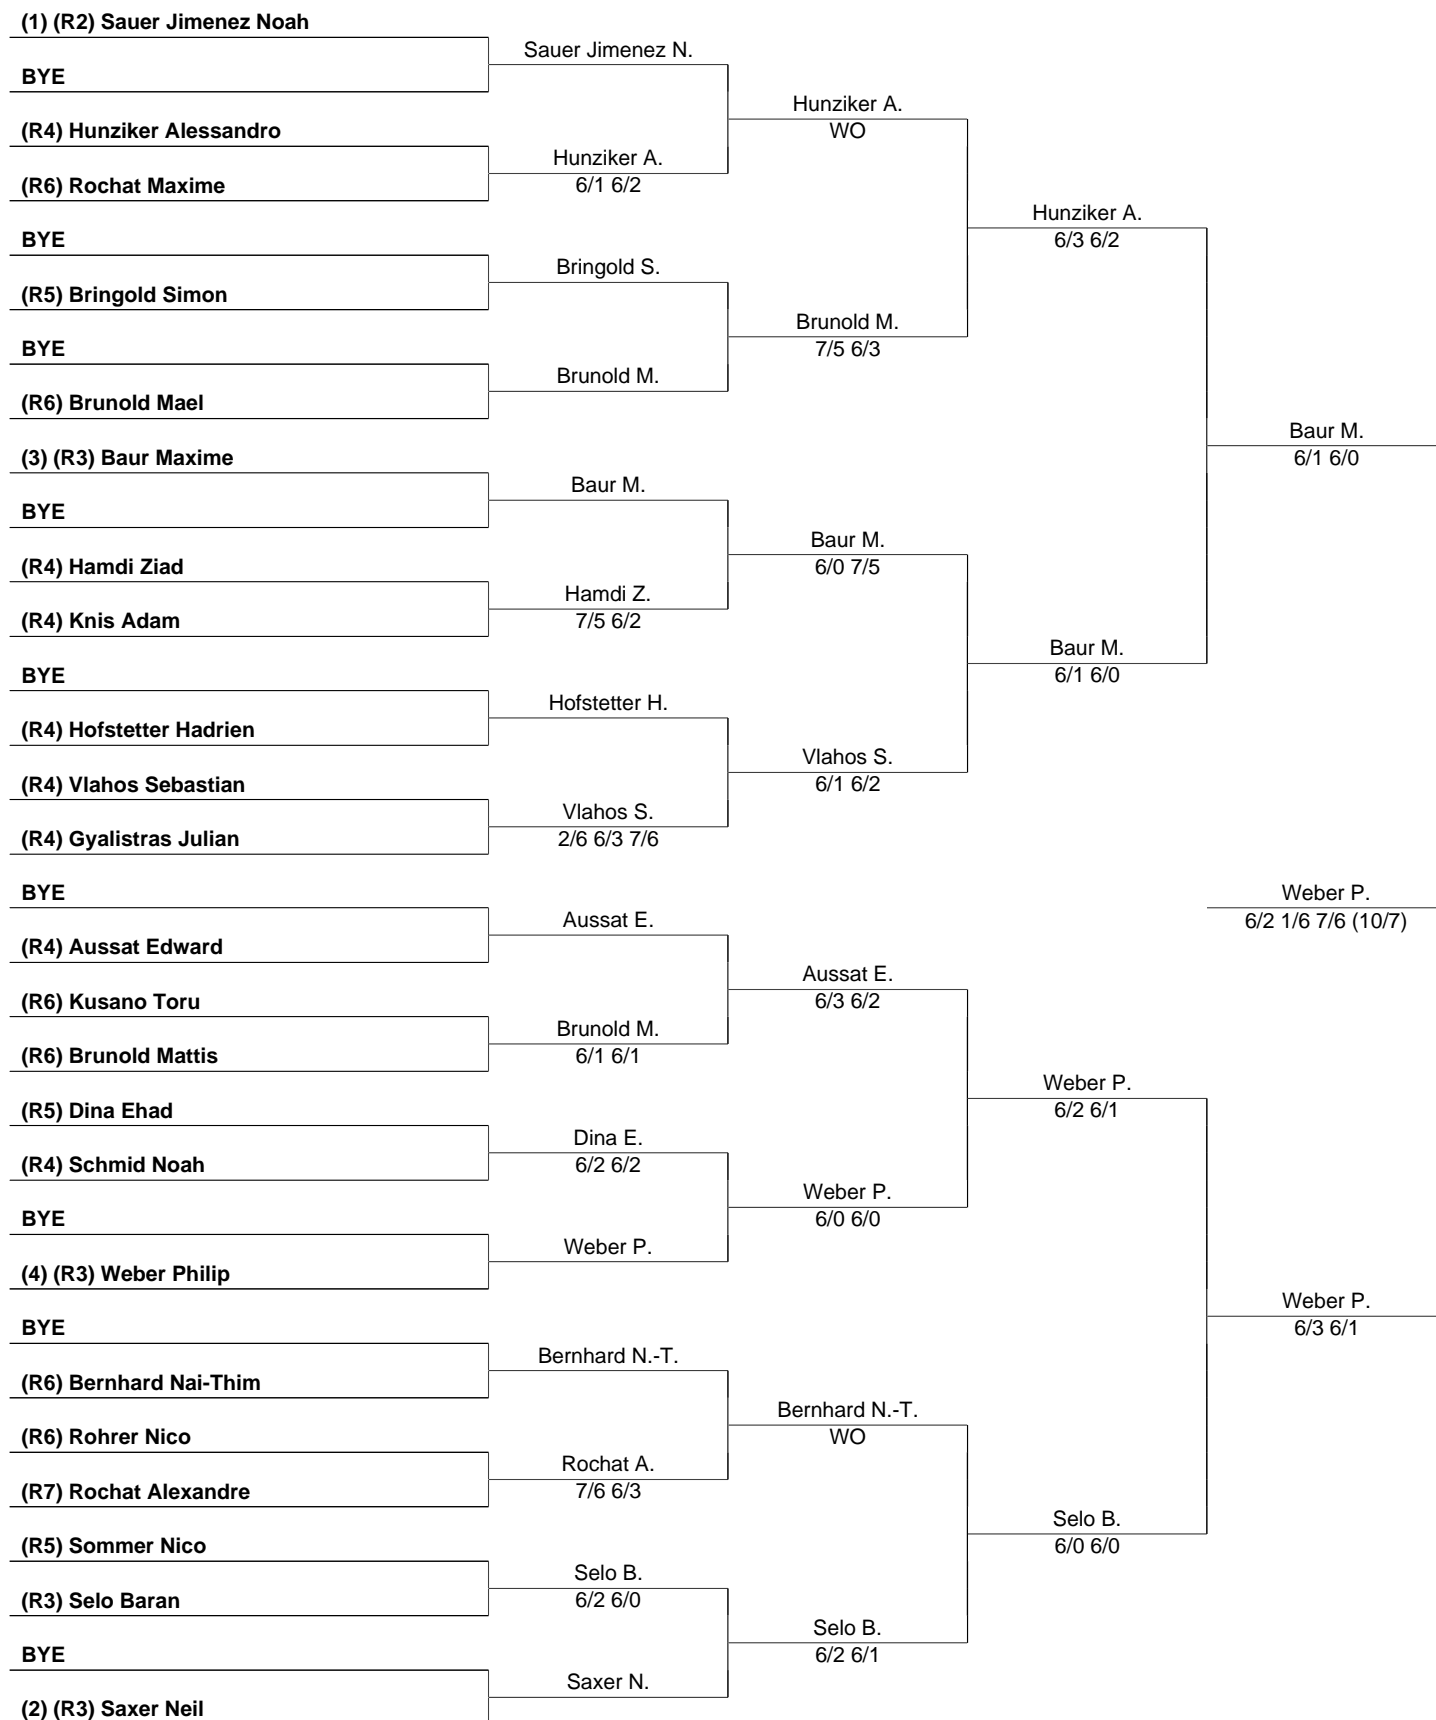 (1) (R2) Sauer Jimenez Noah
Sauer Jimenez N.
BYE
Hunziker A.
WO
(R4) Hunziker Alessandro
Hunziker A.
6/1 6/2
(R6) Rochat Maxime
Hunziker A.
6/3 6/2
BYE
Bringold S.
(R5) Bringold Simon
Brunold M.
7/5 6/3
BYE
Brunold M.
(R6) Brunold Mael
Baur M.
6/1 6/0
(3) (R3) Baur Maxime
Baur M.
BYE
Baur M.
6/0 7/5
(R4) Hamdi Ziad
Hamdi Z.
7/5 6/2
(R4) Knis Adam
Baur M.
6/1 6/0
BYE
Hofstetter H.
(R4) Hofstetter Hadrien
Vlahos S.
6/1 6/2
(R4) Vlahos Sebastian
Vlahos S.
2/6 6/3 7/6
(R4) Gyalistras Julian
BYE
Weber P.
6/2 1/6 7/6 (10/7)
Aussat E.
(R4) Aussat Edward
Aussat E.
6/3 6/2
(R6) Kusano Toru
Brunold M.
6/1 6/1
(R6) Brunold Mattis
Weber P.
6/2 6/1
(R5) Dina Ehad
Dina E.
6/2 6/2
(R4) Schmid Noah
Weber P.
6/0 6/0
BYE
Weber P.
(4) (R3) Weber Philip
Weber P.
6/3 6/1
BYE
Bernhard N.-T.
(R6) Bernhard Nai-Thim
Bernhard N.-T.
WO
(R6) Rohrer Nico
Rochat A.
7/6 6/3
(R7) Rochat Alexandre
Selo B.
6/0 6/0
(R5) Sommer Nico
Selo B.
6/2 6/0
(R3) Selo Baran
Selo B.
6/2 6/1
BYE
Saxer N.
(2) (R3) Saxer Neil